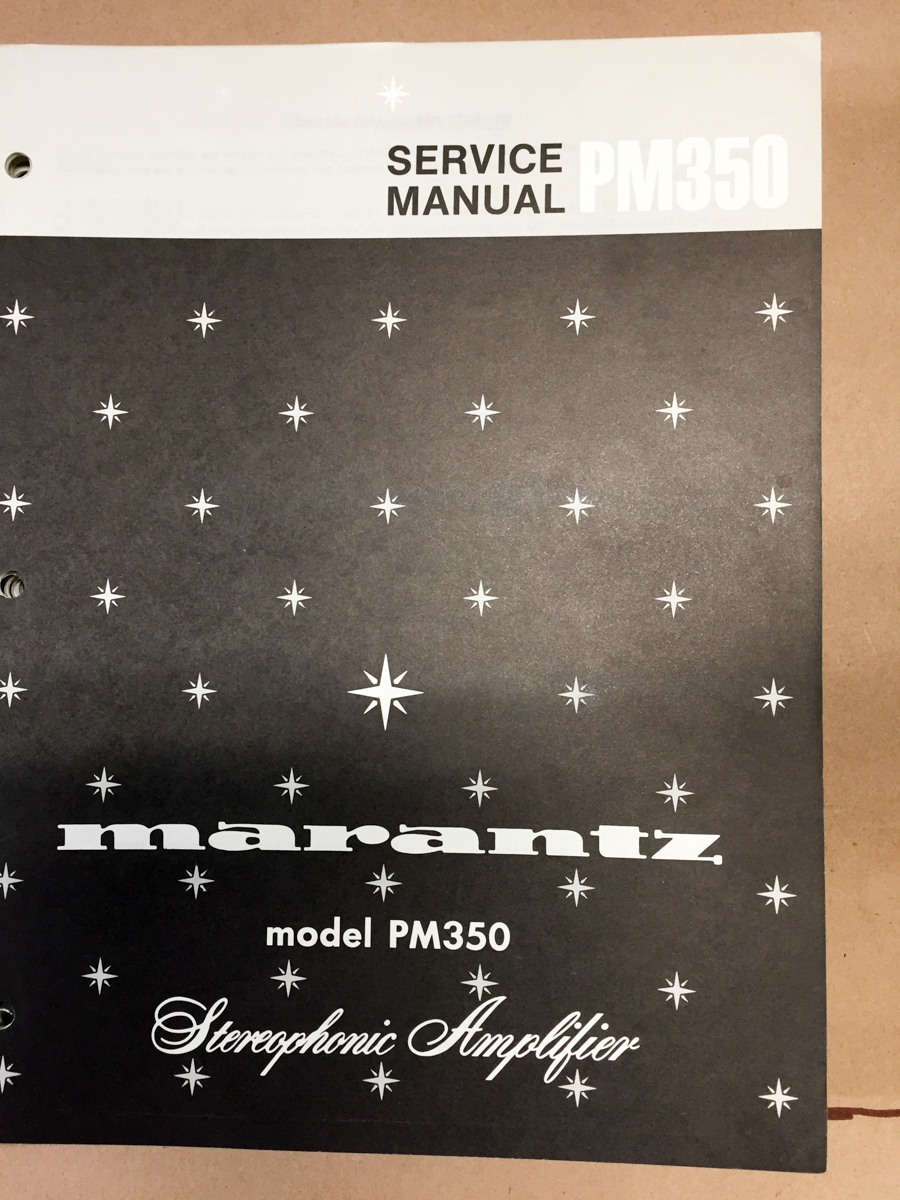 SERVICE
MANUAL PM350
marantz
model PM350
Stereophonic Amplifier